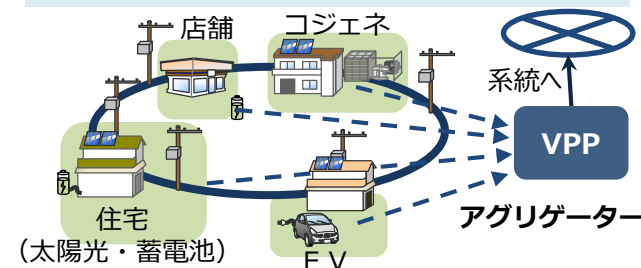 店舗
コジェネ
系統へ
VPP
アグリゲーター
住宅
（太陽光・蓄電池）
ＥＶ